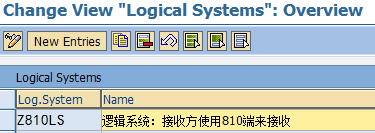 Change View "Logical Systems": Overview
New Entries
Logical Systems
Log.System Name
Z810LS 逻辑系统：接收方使用810端来接收